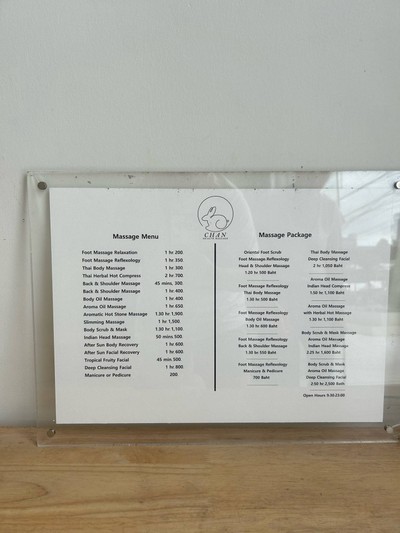 CHAN
Massage Menu
Foot Massage Relaxation 1 hr 200.
Foot Massage Reflexology 1 hr 350.
Thai Body Massage 1 hr 300.
Thai Herbal Hot Compress 2 hr 700.
Back & Shoulder Massage 45 mins, 300.
Back & Shoulder Massage 1 hr 400.
Body Oil Massage 1 hr 400.
Aroma Oil Massage 1 hr 650.
Aromatic Hot Stone Massage 1.30 hr 1,900.
Slimming Massage 1 hr 1,500.
Body Scrub & Mask 1.30 hr 1,100.
Indian Head Massage 50 mins 500.
After Sun Body Recovery 1 hr 600.
After Sun Facial Recovery 1 hr 600.
Tropical Fruity Facial 45 min.500.
Deep Cleansing Facial 1 hr 800.
Manicure or Pedicure 200.
Massage Package
Oriental Foot Scrub
Foot Massage Reflexology
Head & Shoulder Massage
1.20 hr 500 Baht
Foot Massage Reflexology
Thai Body Massage
1.30 hr 500 Baht
Foot Massage Reflexology
Body Oil Massage
1.30 hr 600 Baht
Foot Massage Reflexology
Back & Shoulder Massage
1.30 hr 550 Baht
Foot Massage Reflexology
Manicure & Pedicure
700 Baht
Thai Body Massage
Deep Cleansing Facial
2 hr 1,050 Baht
Aroma Oil Massage
Indian Head Compress
1.50 hr 1,100 Baht
Aroma Oil Massage
with Herbal Hot Massage
1.30 hr 1,100 Baht
Body Scrub & Mask Massage
Aroma Oil Massage
Indian Head Massage
2.25 hr 1,600 Baht
Body Scrub & Mask
Aroma Oil Massage
Deep Cleansing Facial
2.50 hr 2,500 Bath
Open Hours 9.30-23.00